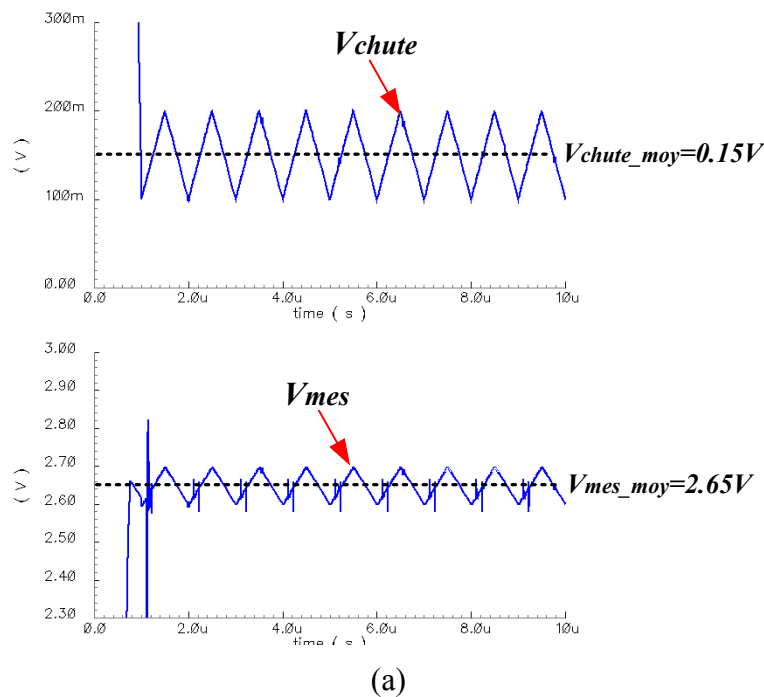 300m
Vchute
200m
( V )
Vchute_moy=0.15V
100m
0.00
0.0 2.0u 4.0u 6.0u 8.0u 10u
time ( s )
3.00
2.90
Vmes
2.80
( V )
2.70
Vmes_moy=2.65V
2.60
2.50
2.40
2.30
0.0 2.0u 4.0u 6.0u 8.0u 10u
time ( s )
(a)